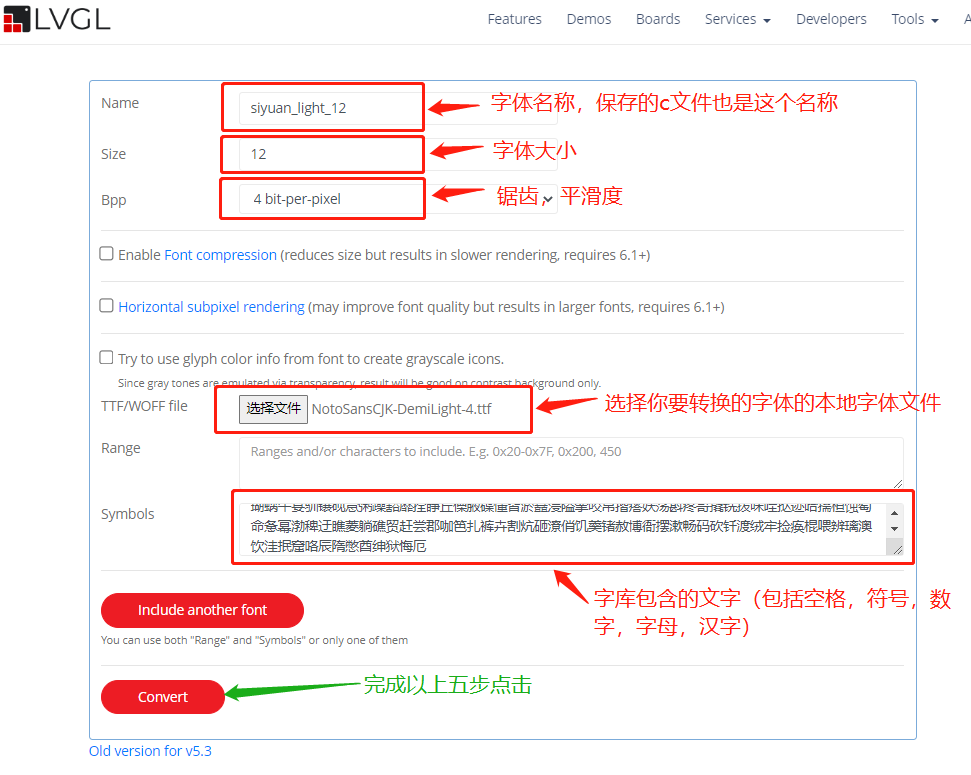 LVGL
Features Demos Boards Services Developers Tools A
Name siyuan_light_12 字体名称，保存的c文件也是这个名称
Size 12 字体大小
Bpp 4 bit-per-pixel 锯齿，平滑度
Enable Font compression (reduces size but results in slower rendering, requires 6.1+)
Horizontal subpixel rendering (may improve font quality but results in larger fonts, requires 6.1+)
Try to use glyph color info from font to create grayscale icons.
Since gray tones are emulated via transparency, result will be good on contrast background only.
TTF/WOFF file 选择文件 NotoSansCJK-DemiLight-4.ttf 选择你要转换的字体的本地字体文件
Range Ranges and/or characters to include. E.g. 0x20-0x7F, 0x200, 450
Symbols
命惫幂渤稗迂瞧菱躺礁贸赶尝郡咖笆扎裤卉割炕砸潦俏饥羹锗赦博衙摆漱畅码砍钎渡绒牢捡痪棍喂辨璃澳
饮洼抿窟咯辰隋憋酋绅狱悔厄
字库包含的文字（包括空格，符号，数
字，字母，汉字）
Include another font
You can use both "Range" and "Symbols" or only one of them
Convert 完成以上五步点击
Old version for v5.3